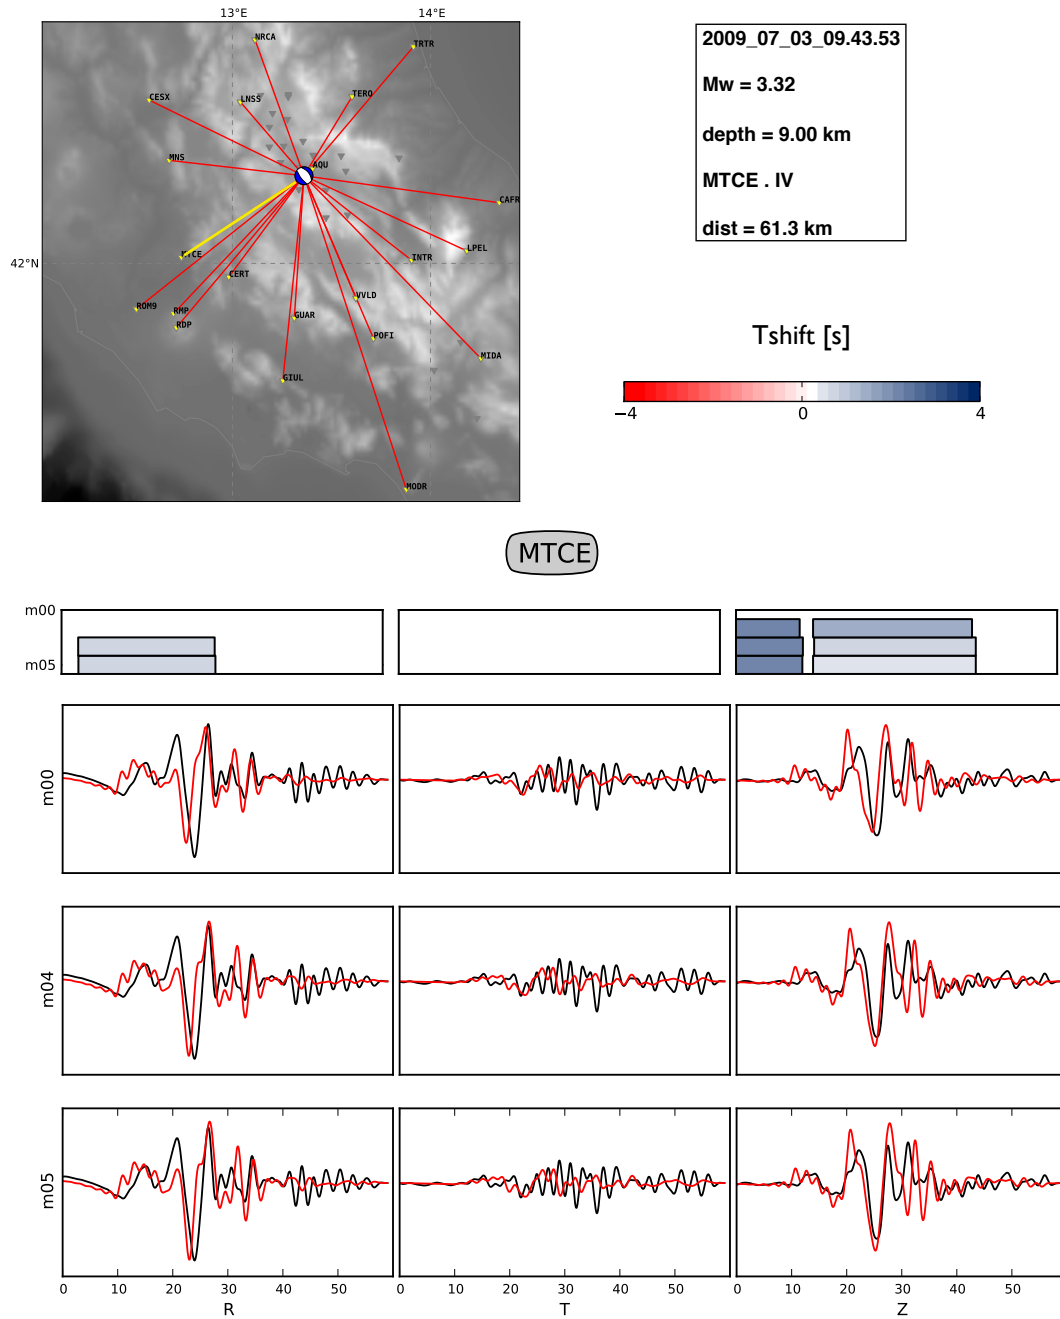 13°E 14°E
NRCA
TRTR
CESX
LNSS
TERO
MNS
AQU
CAFR
LPEL
MTCE
INTR
42°N
CERT
VVLD
ROM9
RMP
GUAR
RDP
POFI
MIDA
GIUL
MODR
2009_07_03_09.43.53
Mw = 3.32
depth = 9.00 km
MTCE . IV
dist = 61.3 km
Tshift [s]
−4 0 4
MTCE
m00
m05
m00
m04
m05
0 10 20 30 40 50 0 10 20 30 40 50 0 10 20 30 40 50
R T Z